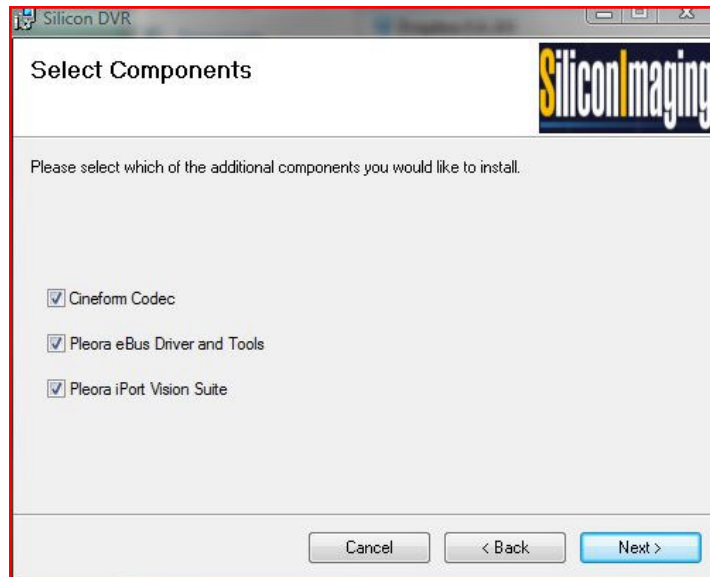 Silicon DVR
Select Components
SiliconImaging
Please select which of the additional components you would like to install.
Cineform Codec
Pleora eBus Driver and Tools
Pleora iPort Vision Suite
Cancel
< Back
Next >